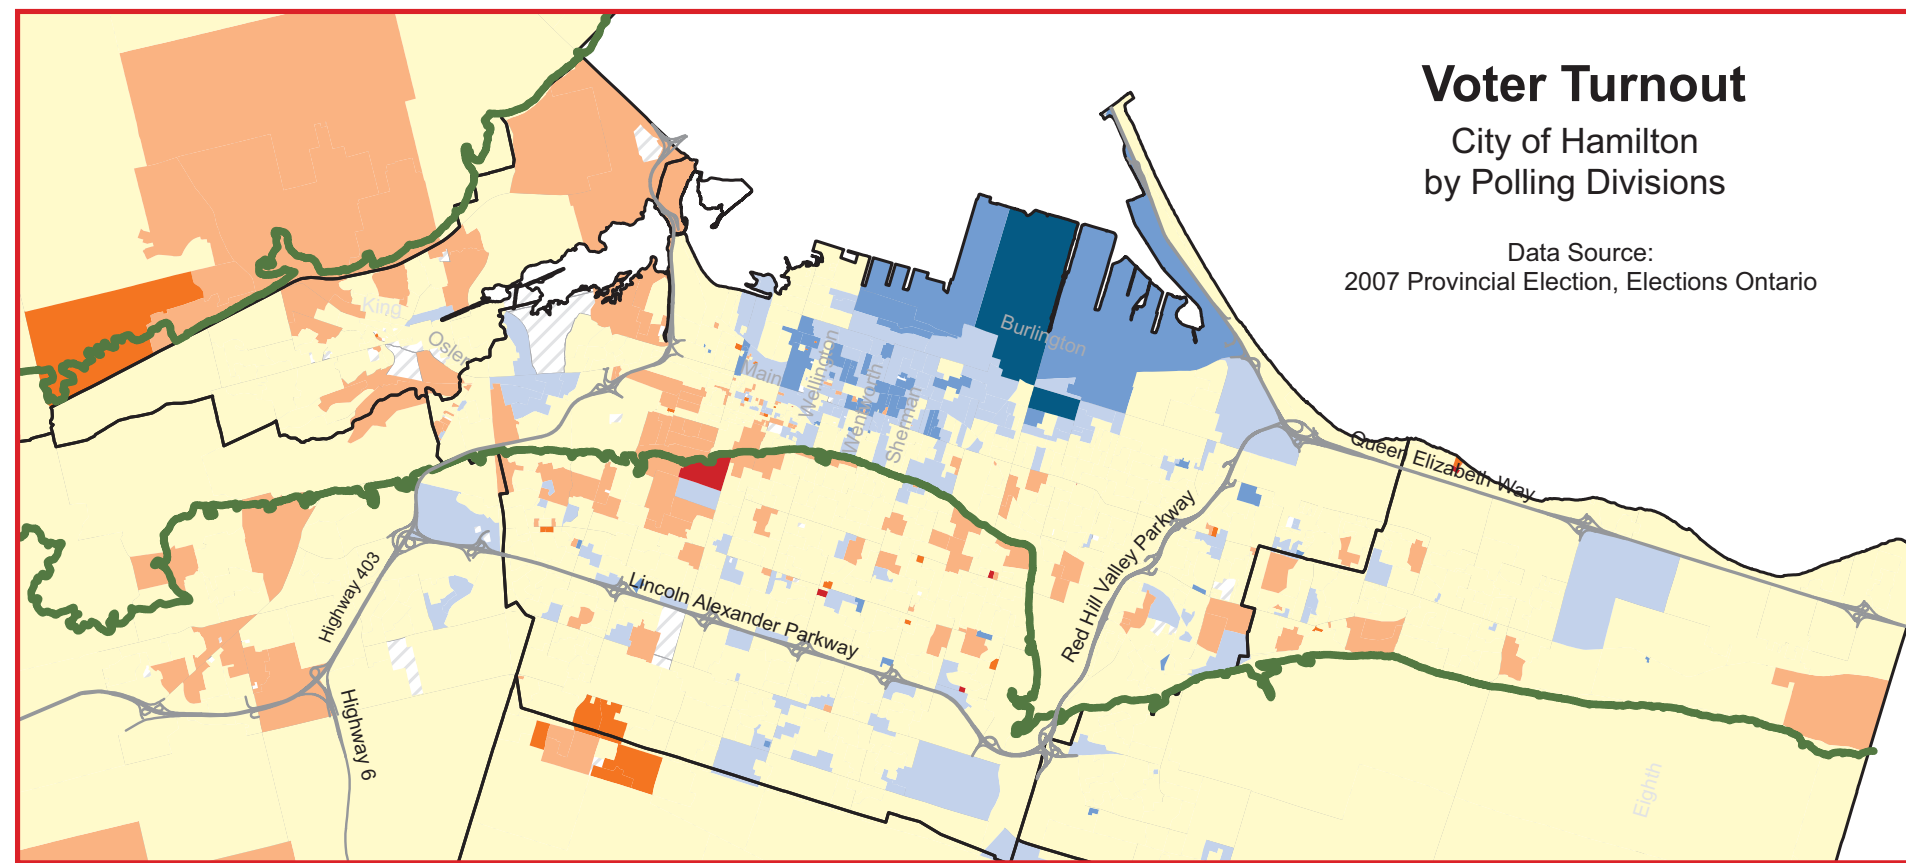 Voter Turnout
City of Hamilton
by Polling Divisions
Data Source:
2007 Provincial Election, Elections Ontario
King
Osler
Main
Wellington
Wentworth
Sherman
Burlington
Queen Elizabeth Way
Red Hill Valley Parkway
Highway 403
Lincoln Alexander Parkway
Highway 6
Eighth